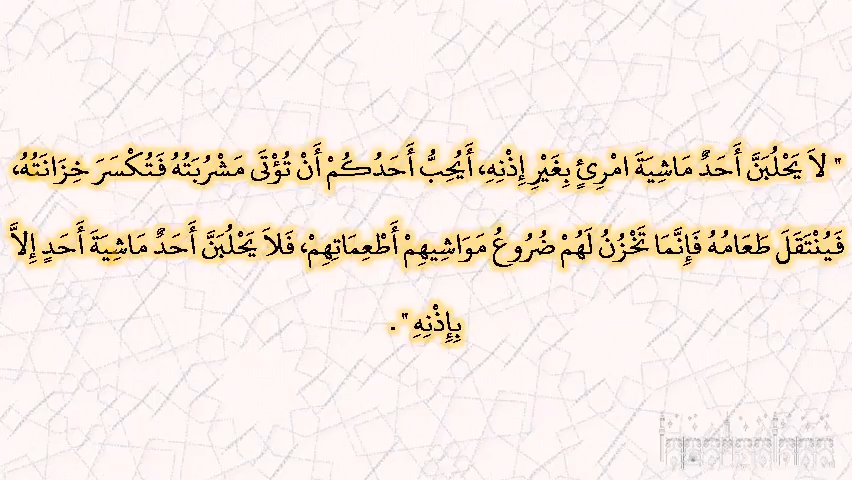 " لاَ يَحْلُبَنَّ أَحَدٌ مَاشِيَةَ امْرِئٍ بِغَيْرِ إِذْنِهِ، أَيُحِبُّ أَحَدُكُمْ أَنْ تُؤْتَى مَشْرُبَتُهُ فَتُكْسَرَ خِزَانَتُهُ،
فَيُنْتَقَلَ طَعَامُهُ فَإِنَّمَا تَخْزُنُ لَهُمْ ضُرُوعُ مَوَاشِيهِمْ أَطْعِمَاتِهِمْ، فَلاَ يَحْلُبَنَّ أَحَدٌ مَاشِيَةَ أَحَدٍ إِلاَّ
بِإِذْنِهِ " .